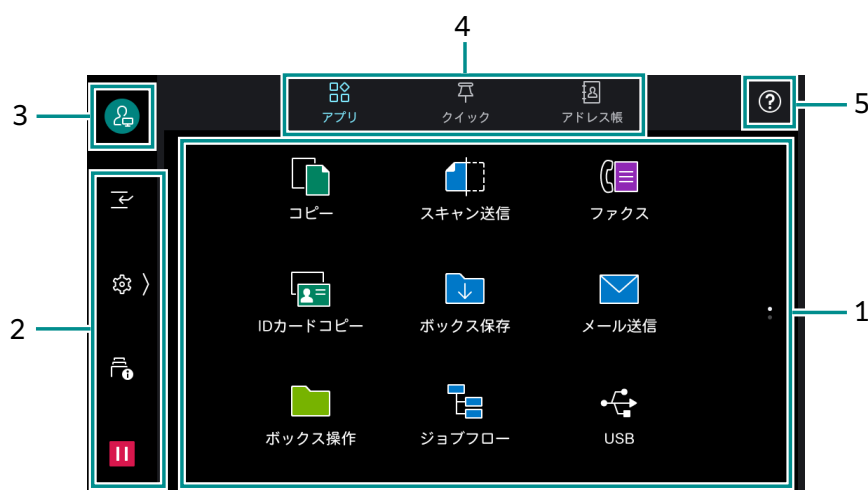 4
3
5
アプリ
クイック
アドレス帳
コピー
スキャン送信
ファクス
2
1
IDカードコピー
ボックス保存
メール送信
ボックス操作
ジョブフロー
USB